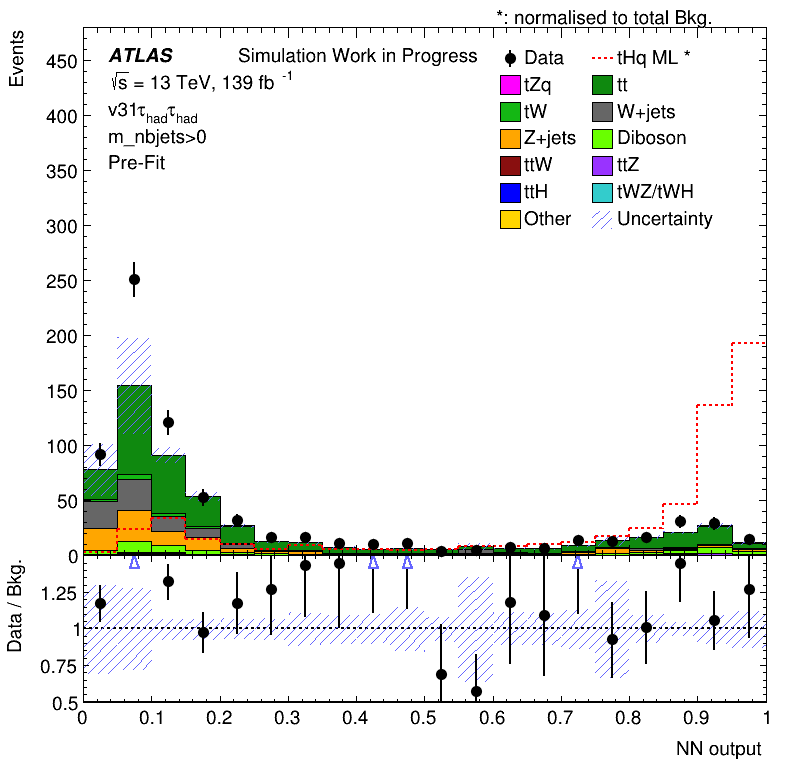 *: normalised to total Bkg.
Events
450
400
350
300
250
200
150
100
50
0
ATLAS Simulation Work in Progress
√s = 13 TeV, 139 fb -1
v31τhadτhad
m_nbjets>0
Pre-Fit
Data
tHq ML *
tZq
tt
tW
W+jets
Z+jets
Diboson
ttW
ttZ
ttH
tWZ/tWH
Other
Uncertainty
Data / Bkg.
1.25
1
0.75
0.5
0 0.1 0.2 0.3 0.4 0.5 0.6 0.7 0.8 0.9 1
NN output